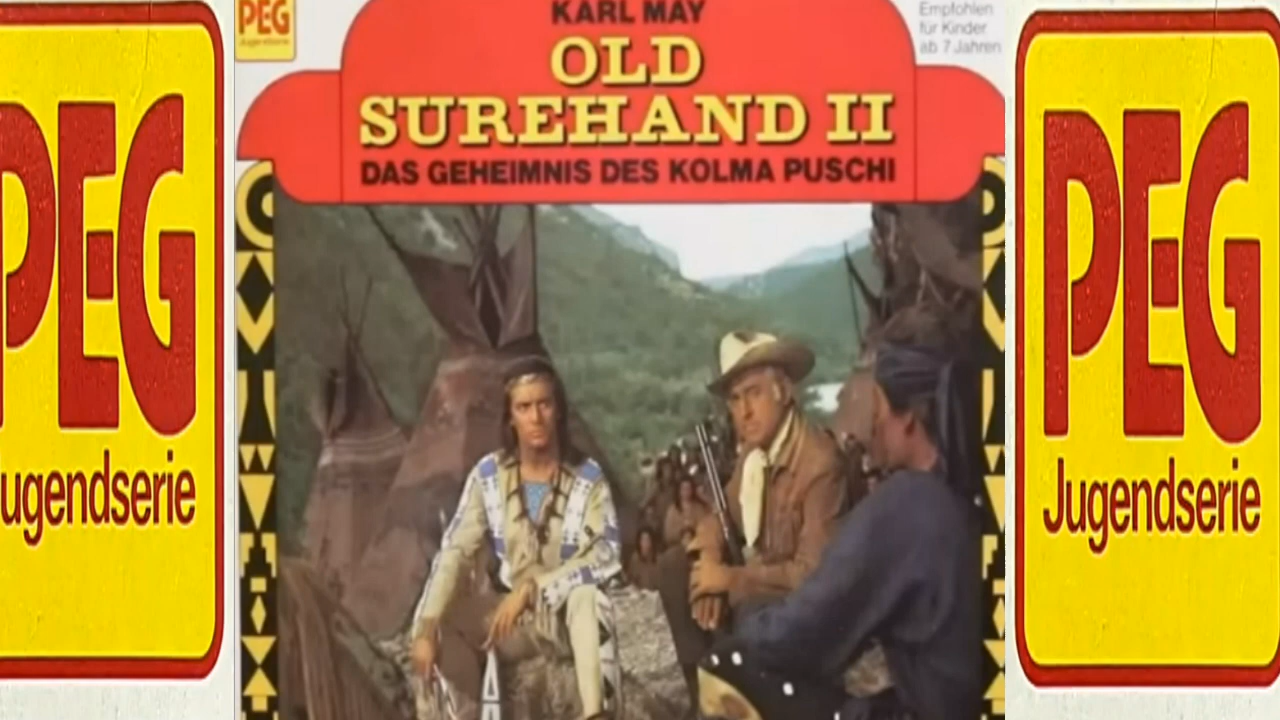 PEG
Jugendserie
KARL MAY
OLD
SUREHAND II
DAS GEHEIMNIS DES KOLMA PUSCHI
Empfohlen
für Kinder
ab 7 Jahren
PEG
ugendserie
PEG
Jugendserie